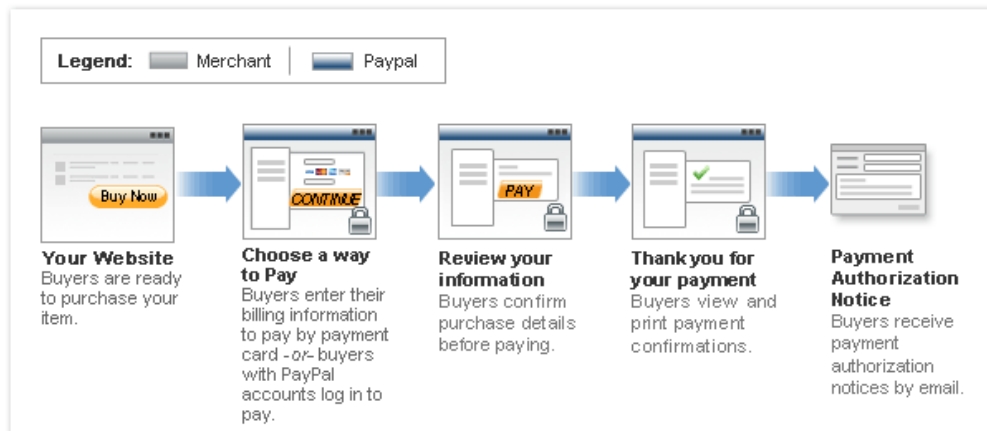 Legend: Merchant Paypal
Buy Now
CONTINUE
PAY
Your Website
Buyers are ready
to purchase your
item.
Choose a way
to Pay
Buyers enter their
billing information
to pay by payment
card -or- buyers
with PayPal
accounts log in to
pay.
Review your
information
Buyers confirm
purchase details
before paying.
Thank you for
your payment
Buyers view and
print payment
confirmations.
Payment
Authorization
Notice
Buyers receive
payment
authorization
notices by email.